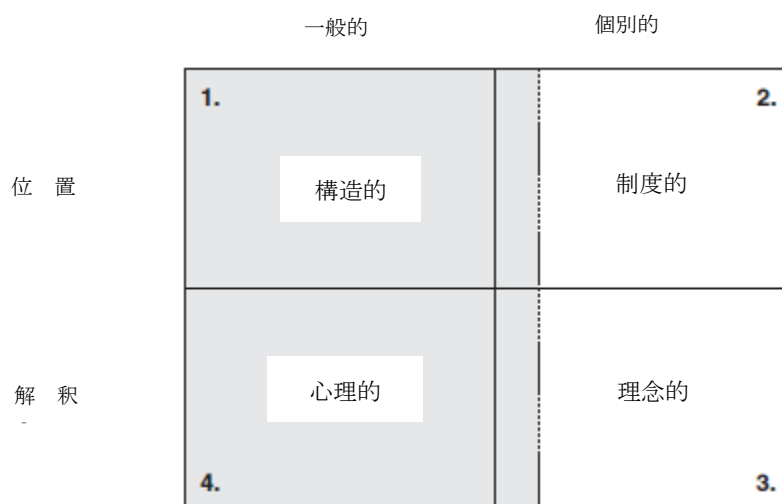 一般的 個別的
1. 2.
位 置 構造的 制度的
解 釈 心理的 理念的
4. 3.